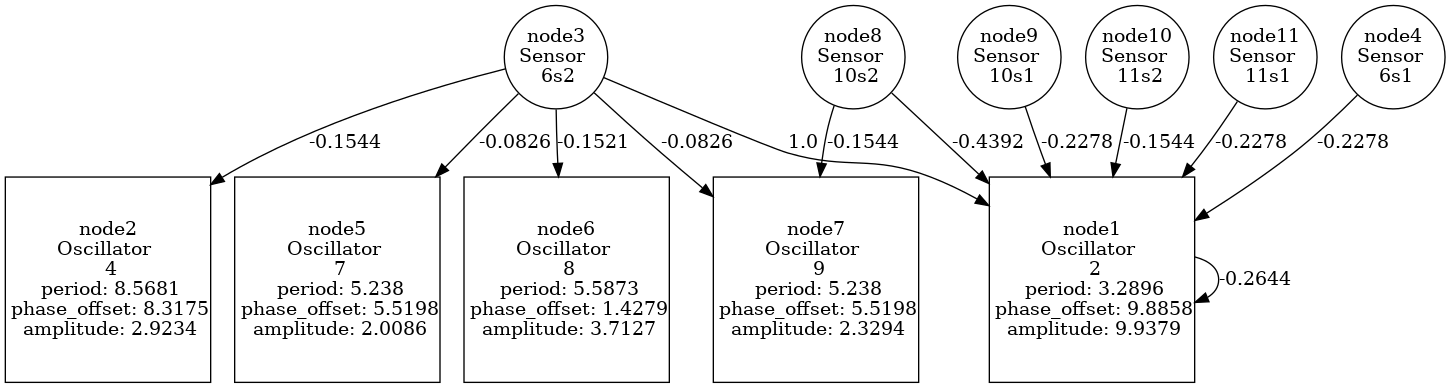 node3
Sensor
6s2
node8
Sensor
10s2
node9
Sensor
10s1
node10
Sensor
11s2
node11
Sensor
11s1
node4
Sensor
6s1
-0.1544
-0.0826
-0.1521
-0.0826
1.0
-0.1544
-0.4392
-0.2278
-0.1544
-0.2278
-0.2278
node2
Oscillator
4
period: 8.5681
phase_offset: 8.3175
amplitude: 2.9234
node5
Oscillator
7
period: 5.238
phase_offset: 5.5198
amplitude: 2.0086
node6
Oscillator
8
period: 5.5873
phase_offset: 1.4279
amplitude: 3.7127
node7
Oscillator
9
period: 5.238
phase_offset: 5.5198
amplitude: 2.3294
node1
Oscillator
2
period: 3.2896
phase_offset: 9.8858
amplitude: 9.9379
-0.2644